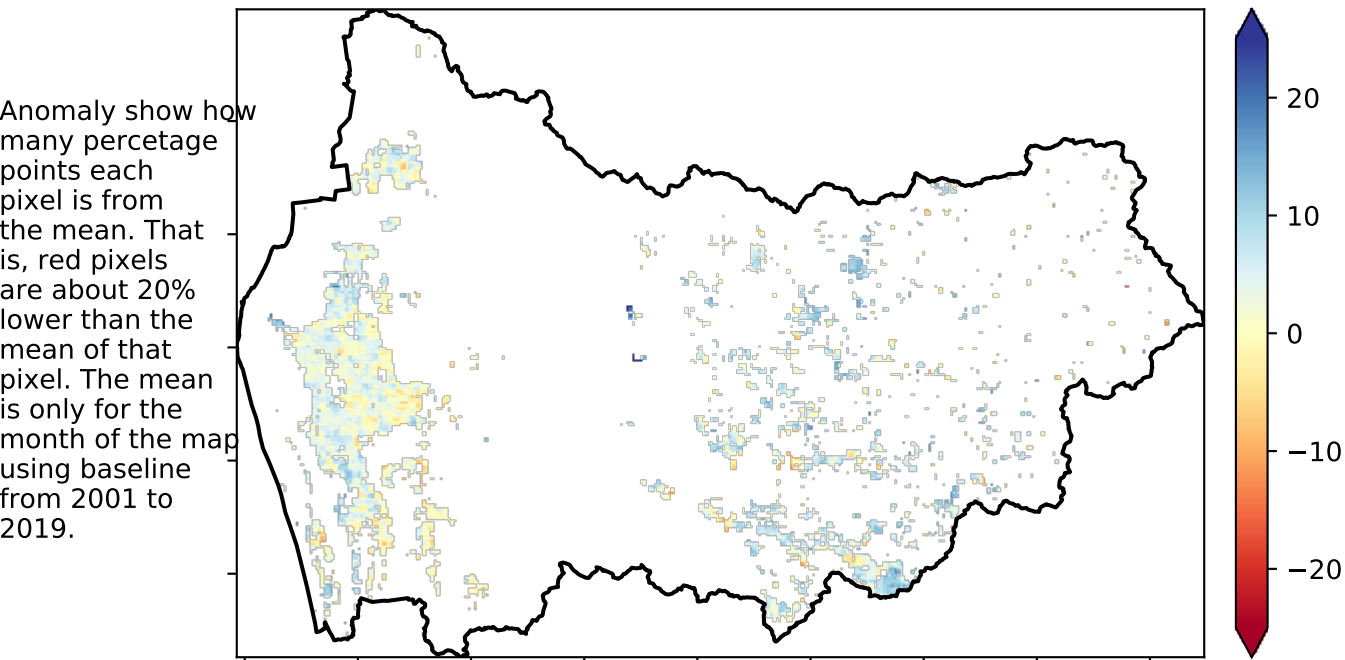 Anomaly show how
many percetage
points each
pixel is from
the mean. That
is, red pixels
are about 20%
lower than the
mean of that
pixel. The mean
is only for the
month of the map
using baseline
from 2001 to
2019.
20
10
0
−10
−20